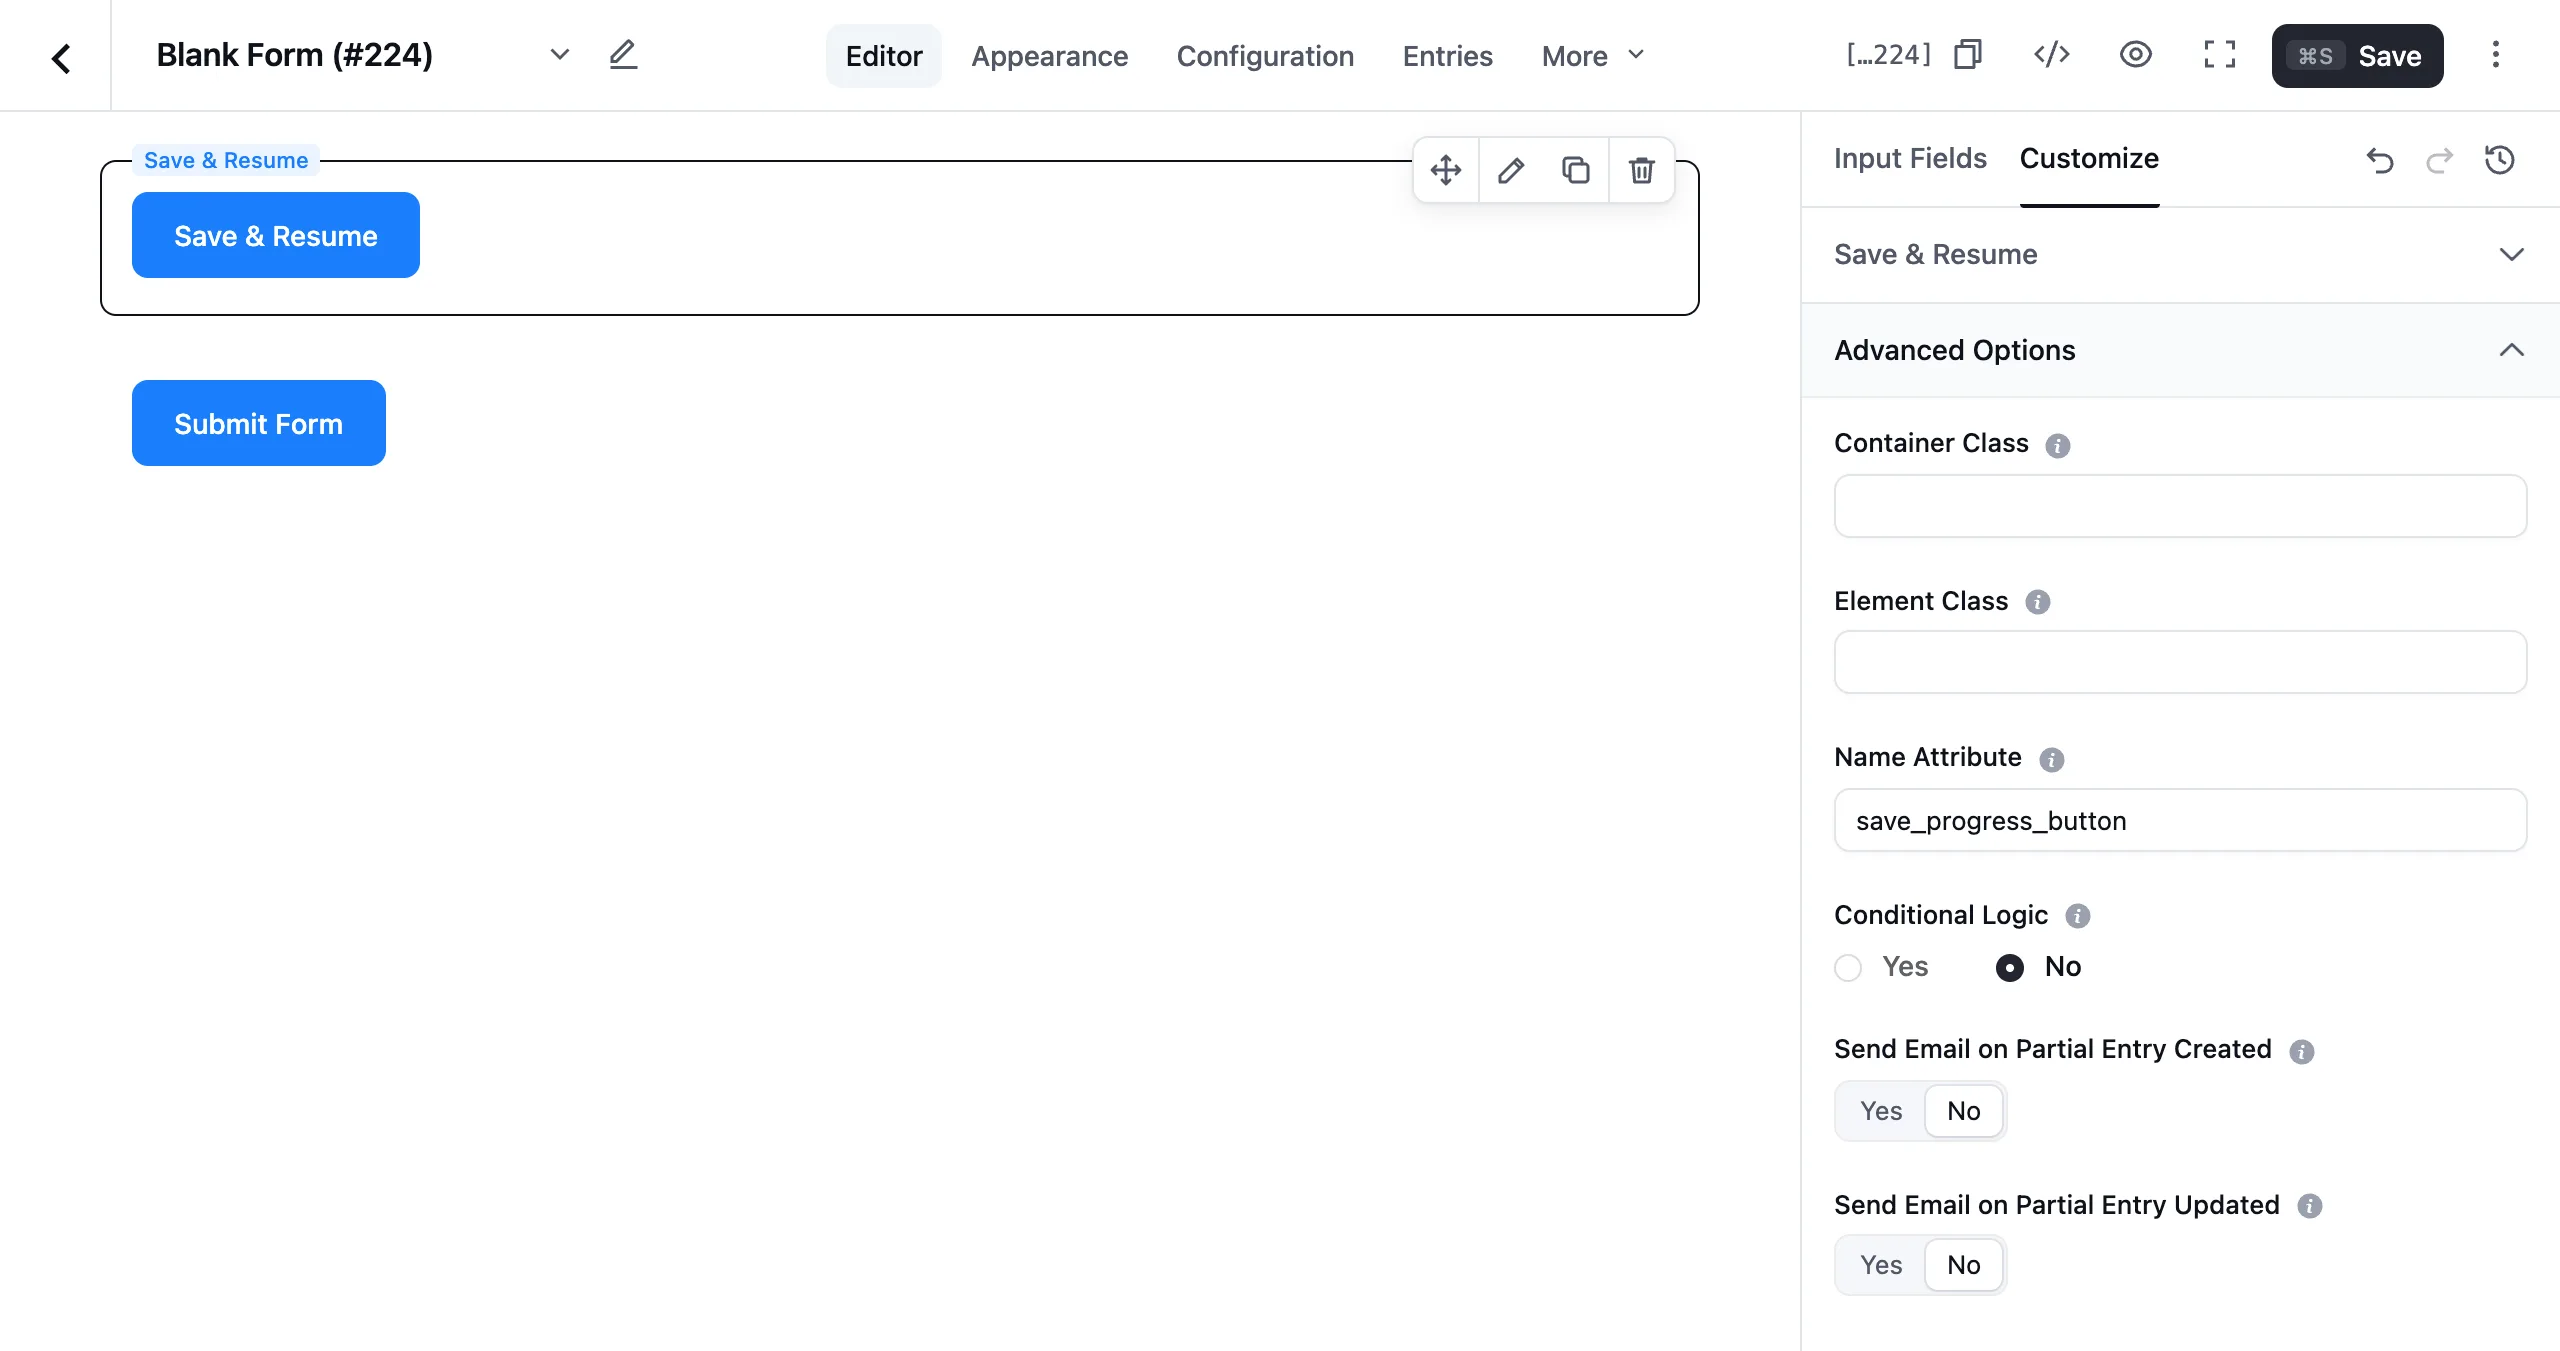 Blank Form (#224)
Editor
Appearance
Configuration
Entries
More
[...224]
⌘S Save
Save & Resume
Save & Resume
Submit Form
Input Fields
Customize
Save & Resume
Advanced Options
Container Class
Element Class
Name Attribute
save_progress_button
Conditional Logic
Yes
No
Send Email on Partial Entry Created
Yes
No
Send Email on Partial Entry Updated
Yes
No